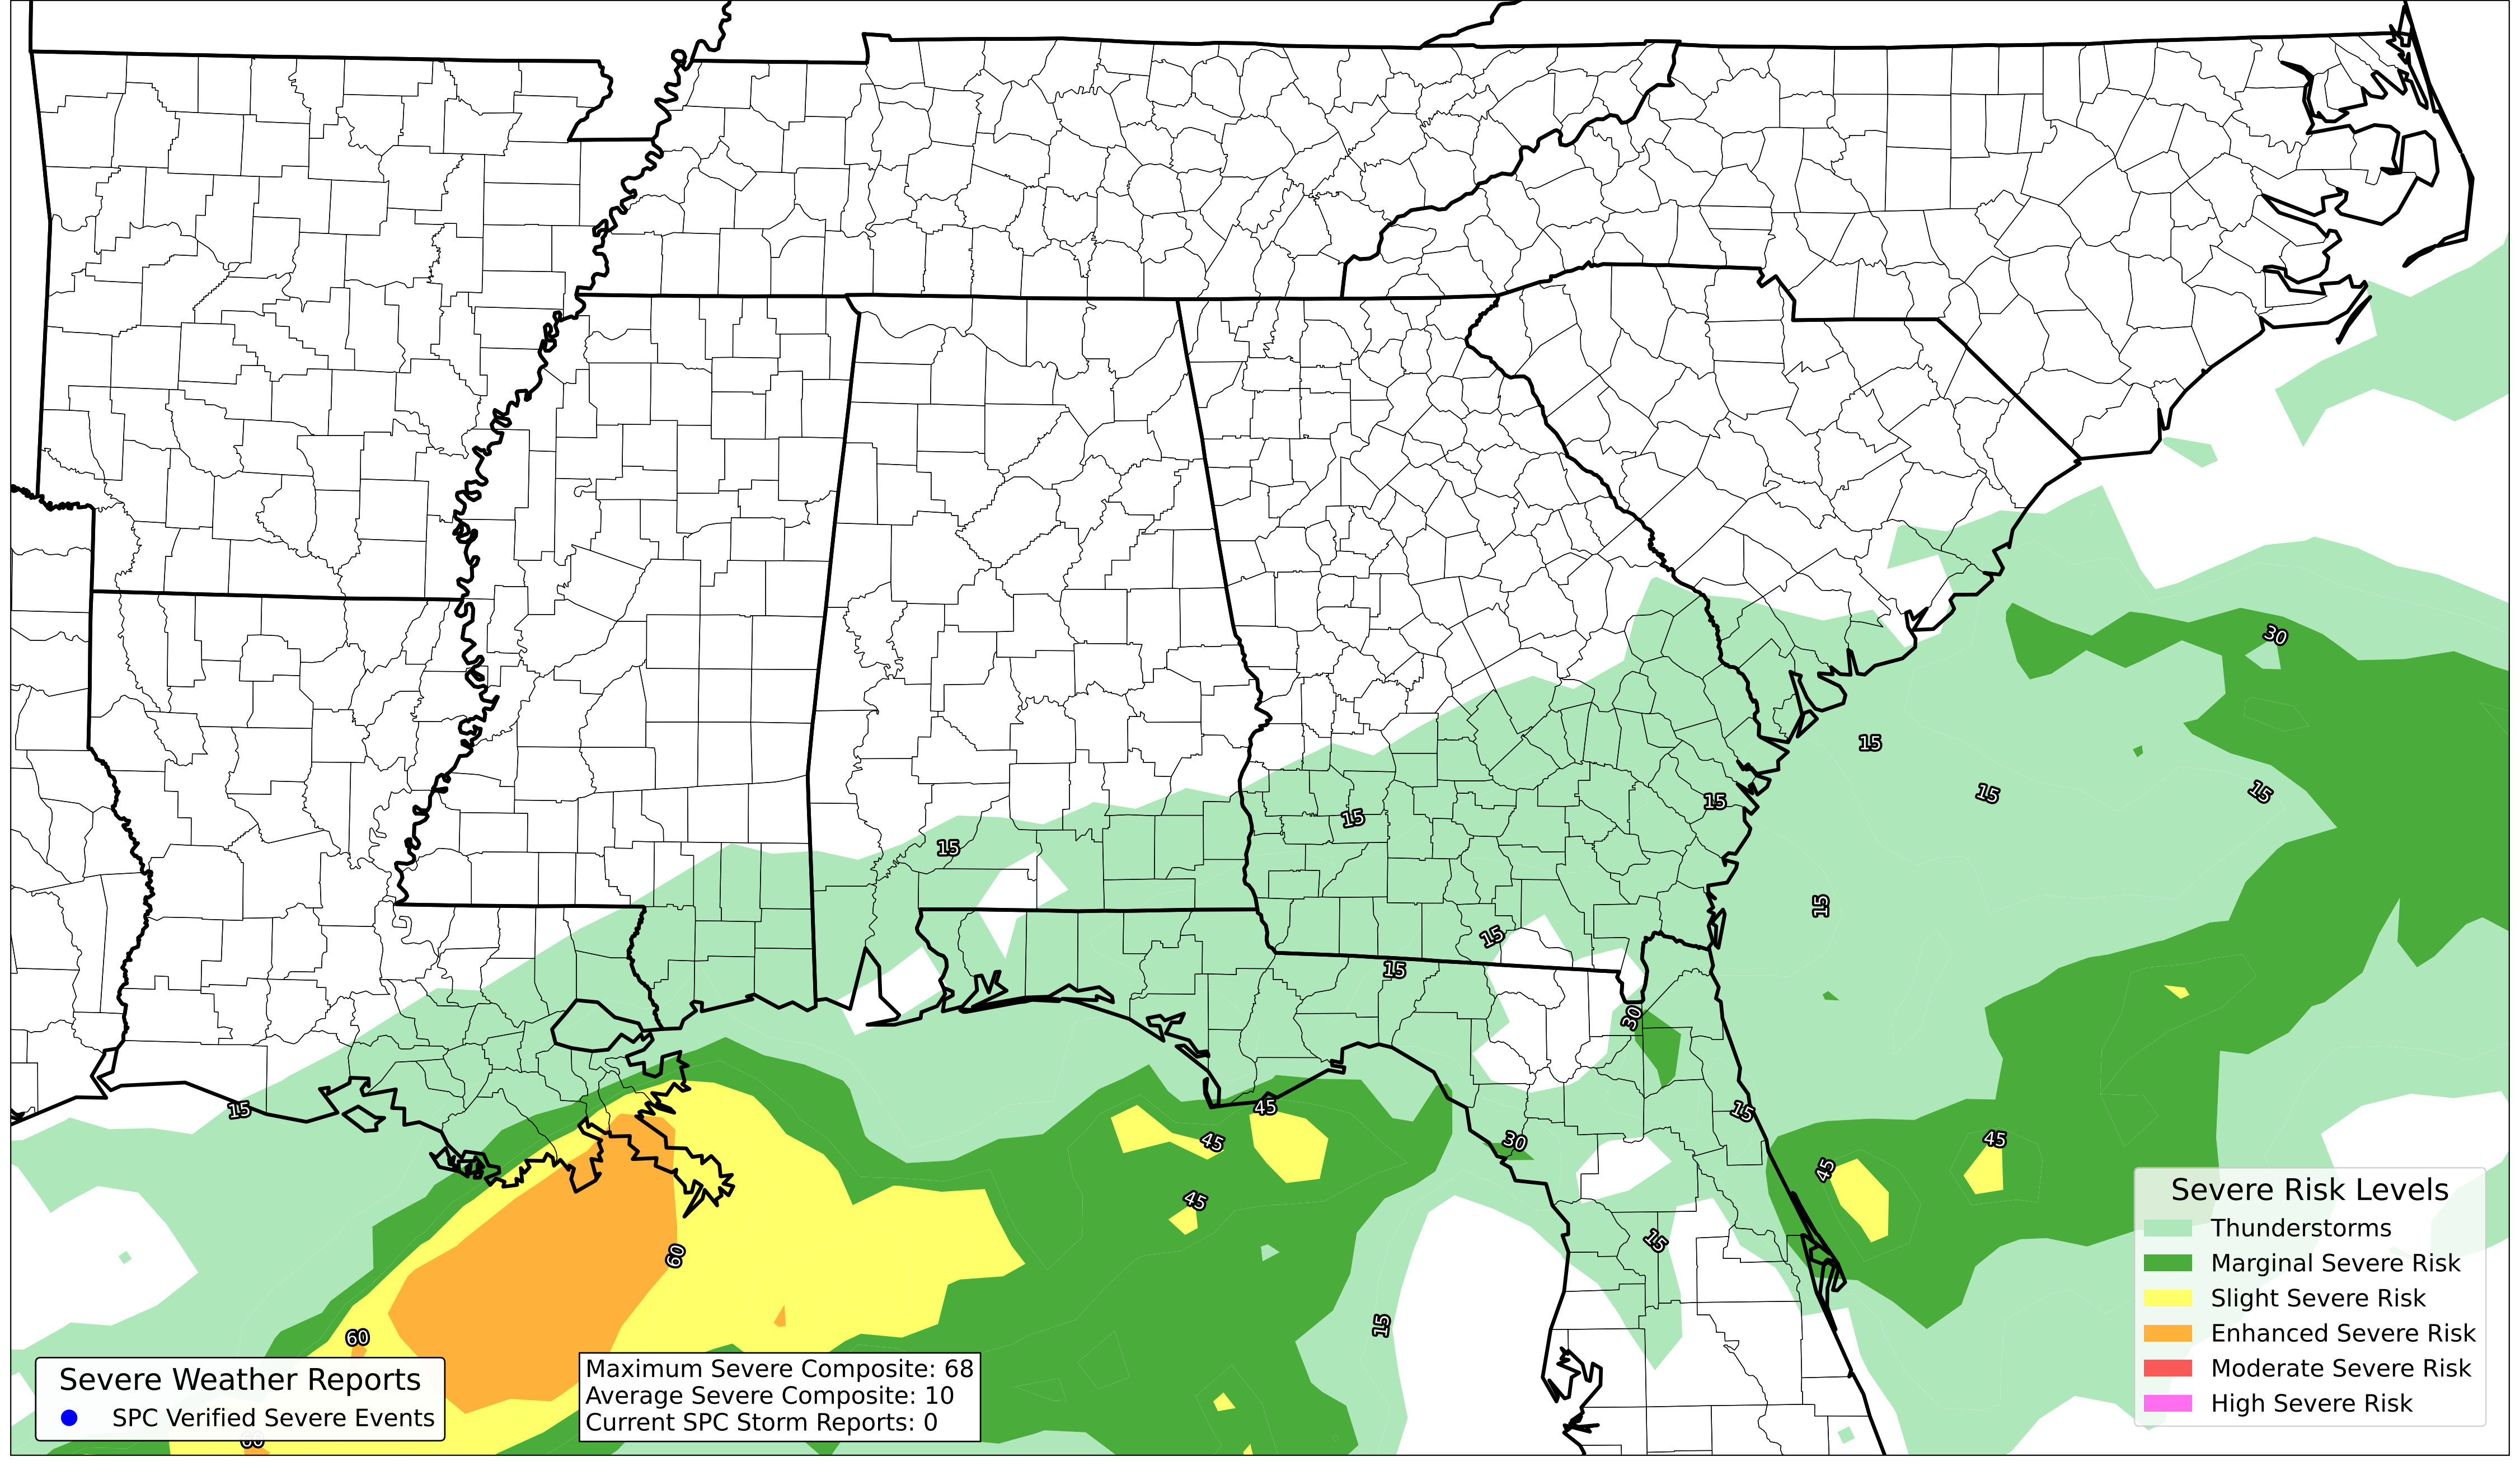 30
15
15
15
15
15
15
15
15
15
30
15
45
15
45
30
45
45
45
15
60
15
60
60
Severe Risk Levels
Thunderstorms
Marginal Severe Risk
Slight Severe Risk
Enhanced Severe Risk
Moderate Severe Risk
High Severe Risk
Severe Weather Reports
SPC Verified Severe Events
Maximum Severe Composite: 68
Average Severe Composite: 10
Current SPC Storm Reports: 0